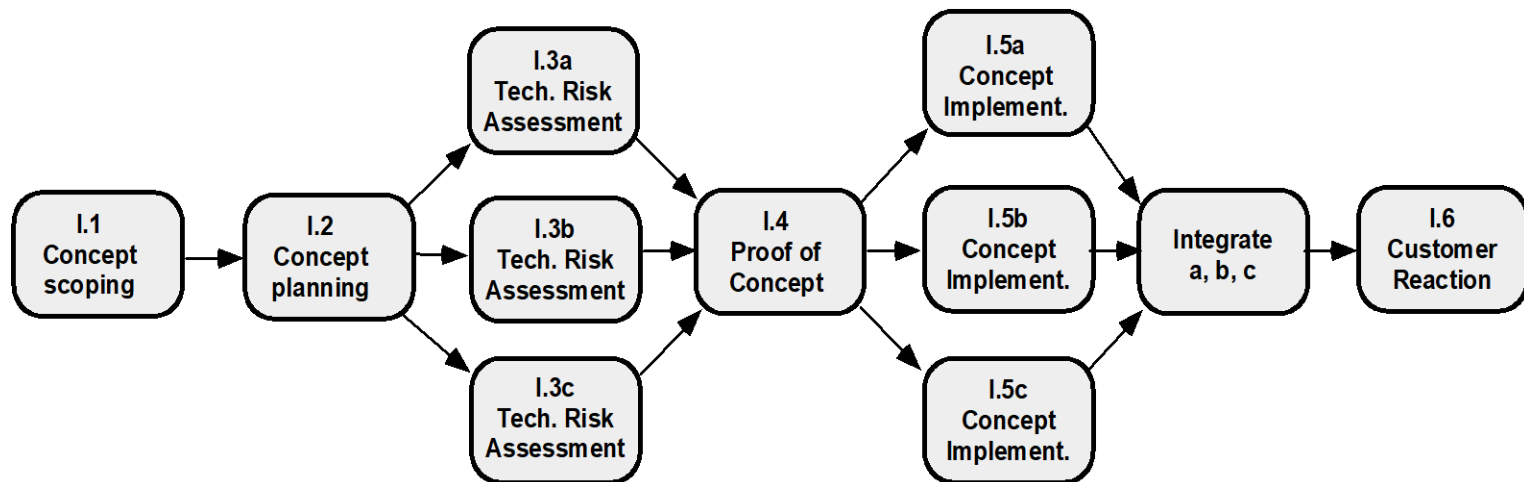 I.1
Concept
scoping
I.2
Concept
planning
I.3a
Tech. Risk
Assessment
I.3b
Tech. Risk
Assessment
I.3c
Tech. Risk
Assessment
I.4
Proof of
Concept
I.5a
Concept
Implement.
I.5b
Concept
Implement.
I.5c
Concept
Implement.
Integrate
a, b, c
I.6
Customer
Reaction